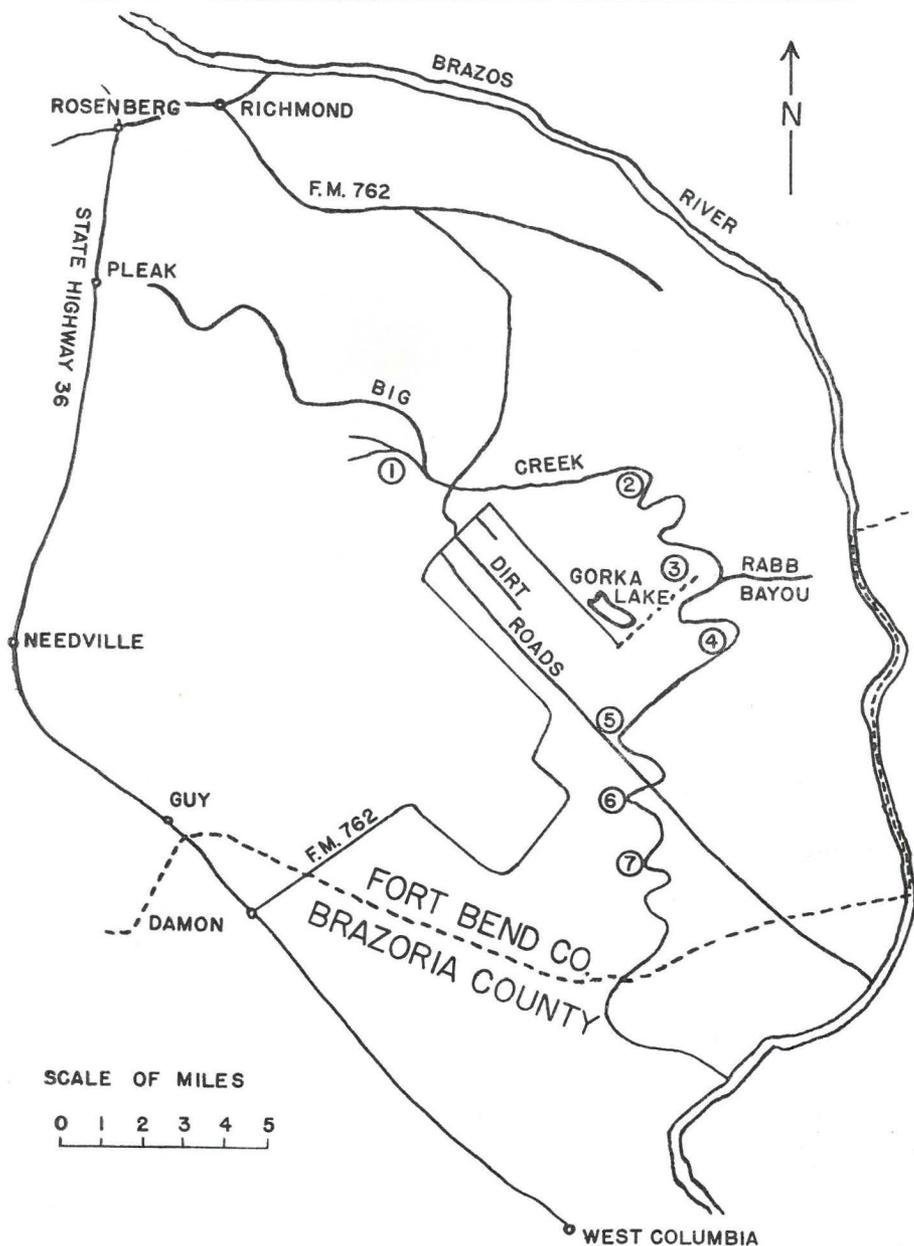 BRAZOS
N
ROSENBERG
RICHMOND
F.M. 762
RIVER
STATE HIGHWAY 36
PLEAK
BIG
1
CREEK
2
3
RABB
BAYOU
GORKA
LAKE
DIRT
ROADS
4
NEEDVILLE
5
6
GUY
F.M. 762
7
FORT BEND CO.
DAMON
BRAZORIA COUNTY
SCALE OF MILES
0 1 2 3 4 5
WEST COLUMBIA